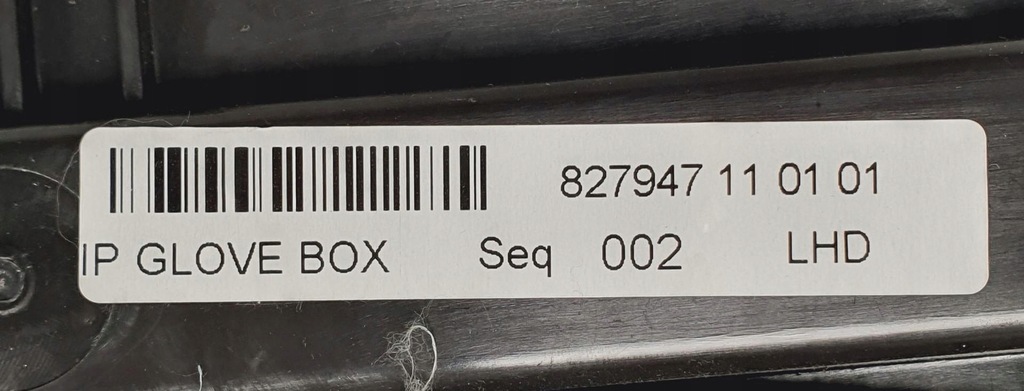 827947 11 01 01
IP GLOVE BOX Seq 002 LHD